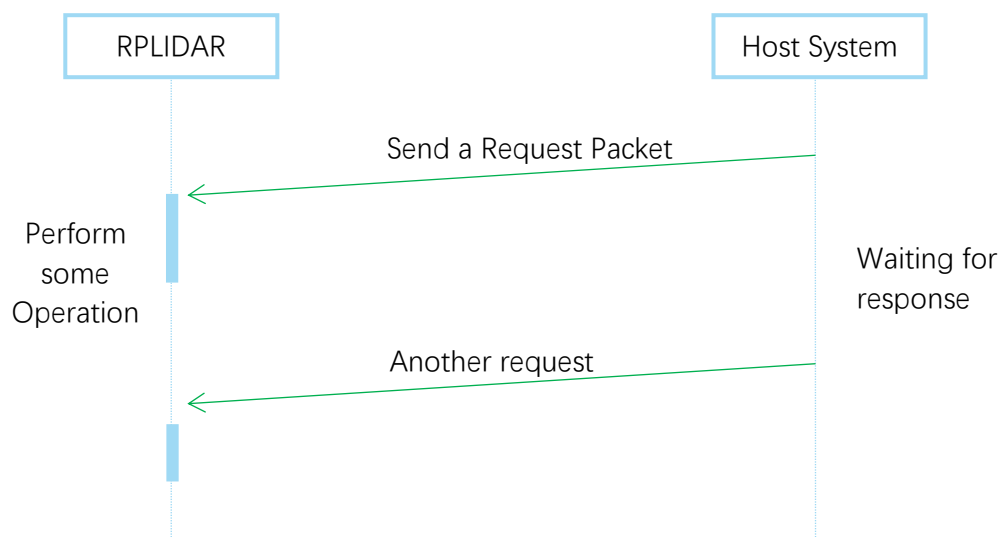 RPLIDAR
Host System
Send a Request Packet
Perform
some
Operation
Waiting for
response
Another request